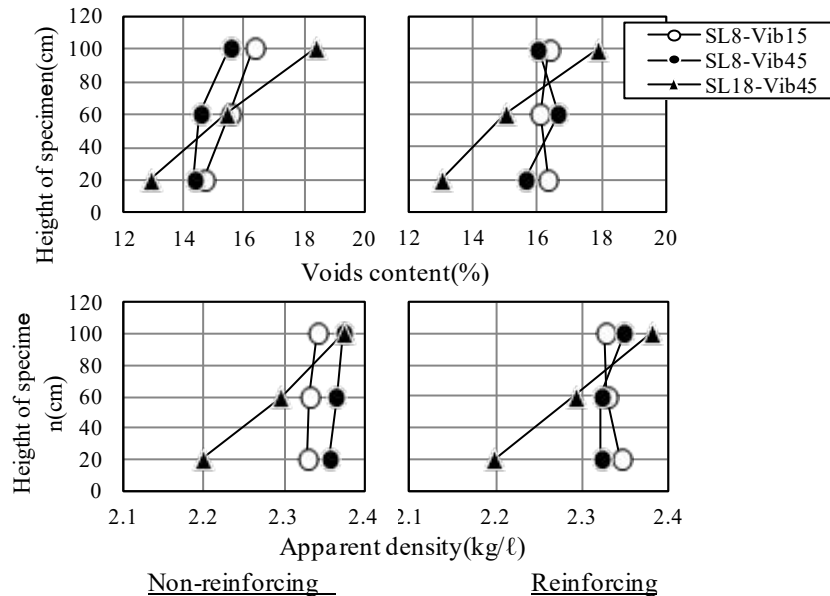 SL8-Vib15
SL8-Vib45
SL18-Vib45
Heigtht of specimen(cm)
120
100
80
60
40
20
0
12 14 16 18 20
12 14 16 18 20
Voids content(%)
Heigtht of specime
n(cm)
120
100
80
60
40
20
0
2.1 2.2 2.3 2.4
2.1 2.2 2.3 2.4
Apparent density(kg/ℓ)
Non-reinforcing Reinforcing